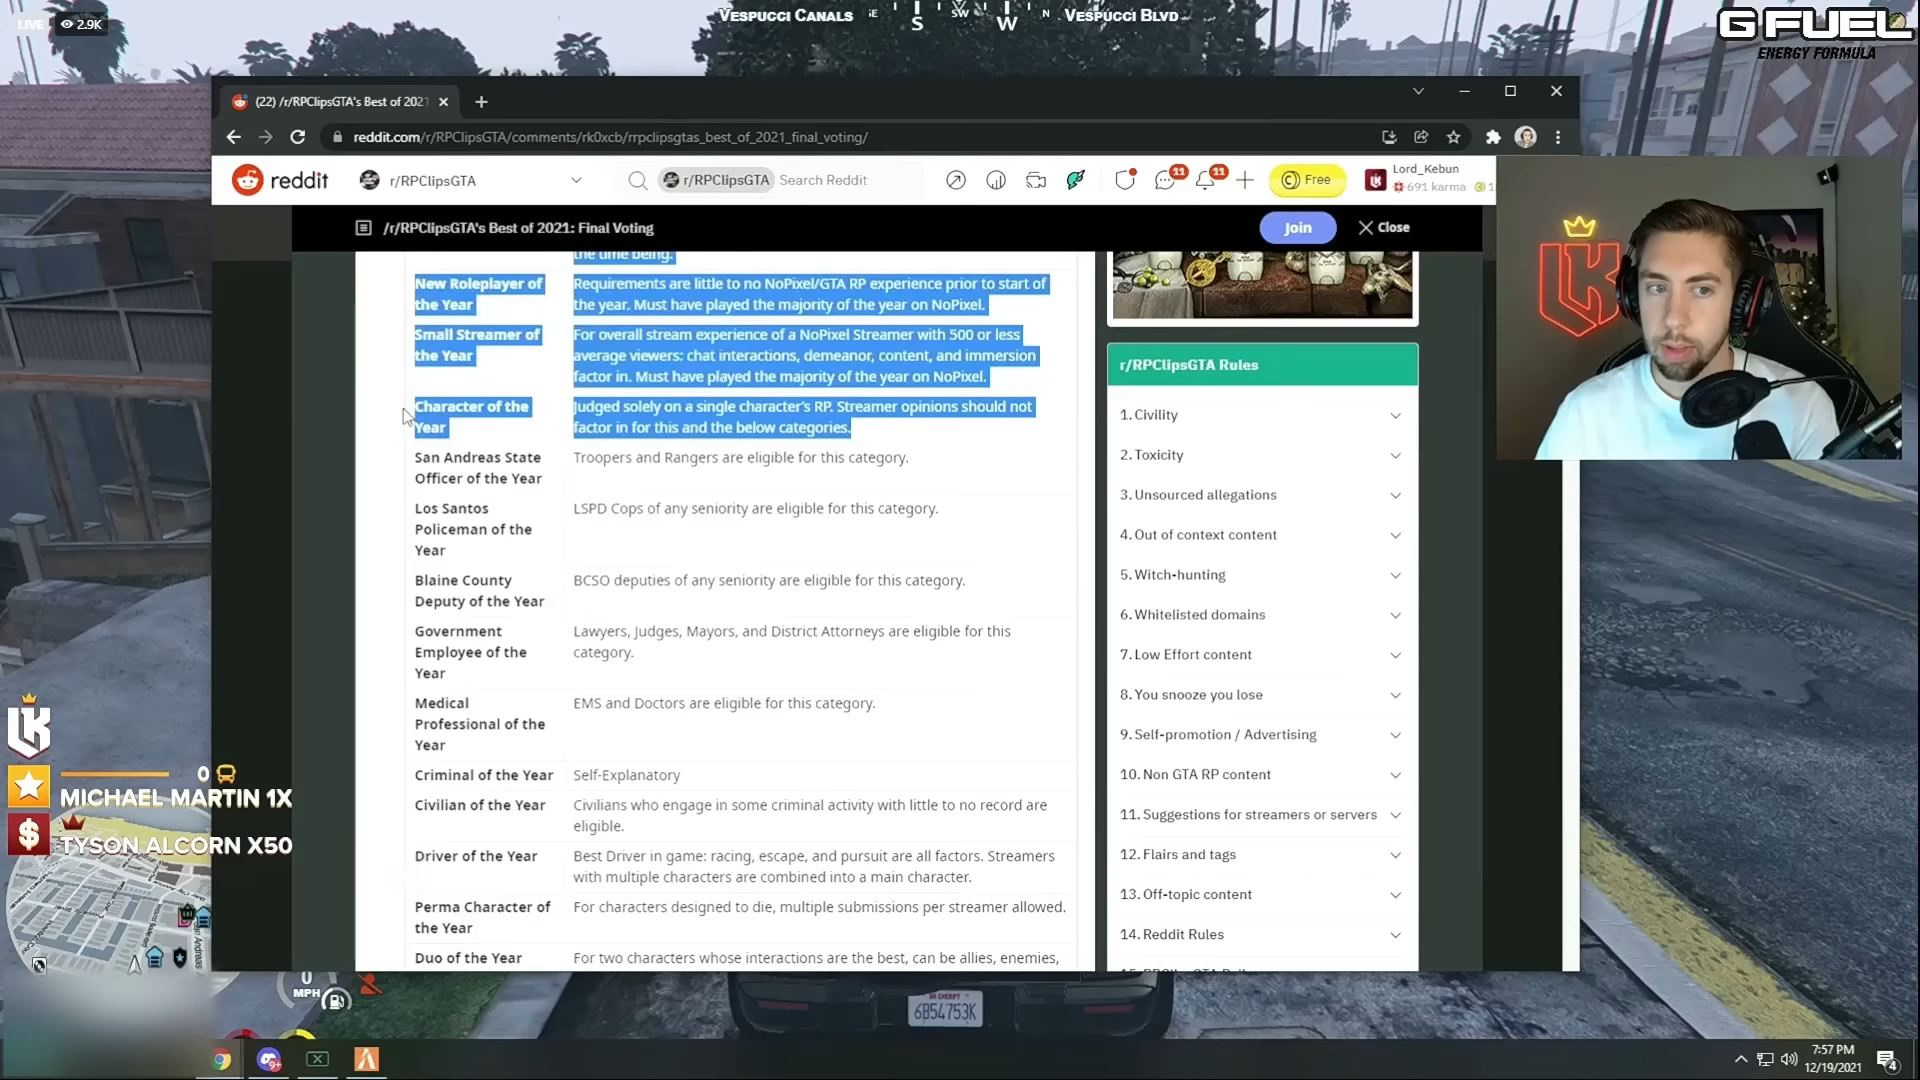 LIVE 2.9K
VESPUCCI CANALS SE S SW W N VESPUCCI BLVD
G FUEL
ENERGY FORMULA
(22) /r/RPClipsGTA's Best of 2021
reddit.com/r/RPClipsGTA/comments/rk0xcb/rrpclipsgtas_best_of_2021_final_voting/
reddit r/RPClipsGTA r/RPClipsGTA Search Reddit 11 11 Free Lord_Kebun
691 karma
/r/RPClipsGTA's Best of 2021: Final Voting Join Close
the time being.
New Roleplayer of the Year
Requirements are little to no NoPixel/GTA RP experience prior to start of
the year. Must have played the majority of the year on NoPixel.
Small Streamer of
the Year
For overall stream experience of a NoPixel Streamer with 500 or less
average viewers: chat interactions, demeanor, content, and immersion
factor in. Must have played the majority of the year on NoPixel.
Character of the
Year
Judged solely on a single character's RP. Streamer opinions should not
factor in for this and the below categories.
San Andreas State
Officer of the Year
Troopers and Rangers are eligible for this category.
Los Santos
Policeman of the
Year
LSPD Cops of any seniority are eligible for this category.
Blaine County
Deputy of the Year
BCSO deputies of any seniority are eligible for this category.
Government
Employee of the
Year
Lawyers, Judges, Mayors, and District Attorneys are eligible for this
category.
Medical
Professional of the
Year
EMS and Doctors are eligible for this category.
Criminal of the Year
Self-Explanatory
Civilian of the Year
Civilians who engage in some criminal activity with little to no record are
eligible.
Driver of the Year
Best Driver in game: racing, escape, and pursuit are all factors. Streamers
with multiple characters are combined into a main character.
Perma Character of
the Year
For characters designed to die, multiple submissions per streamer allowed.
Duo of the Year
For two characters whose interactions are the best, can be allies, enemies,
r/RPClipsGTA Rules
1. Civility
2. Toxicity
3. Unsourced allegations
4. Out of context content
5. Witch-hunting
6. Whitelisted domains
7. Low Effort content
8. You snooze you lose
9. Self-promotion / Advertising
10. Non GTA RP content
11. Suggestions for streamers or servers
12. Flairs and tags
13. Off-topic content
14. Reddit Rules
LK
LK
0
MICHAEL MARTIN 1X
$ TYSON ALCORN X50
0
MPH
6B54753K
9+
7:57 PM
12/19/2021
4